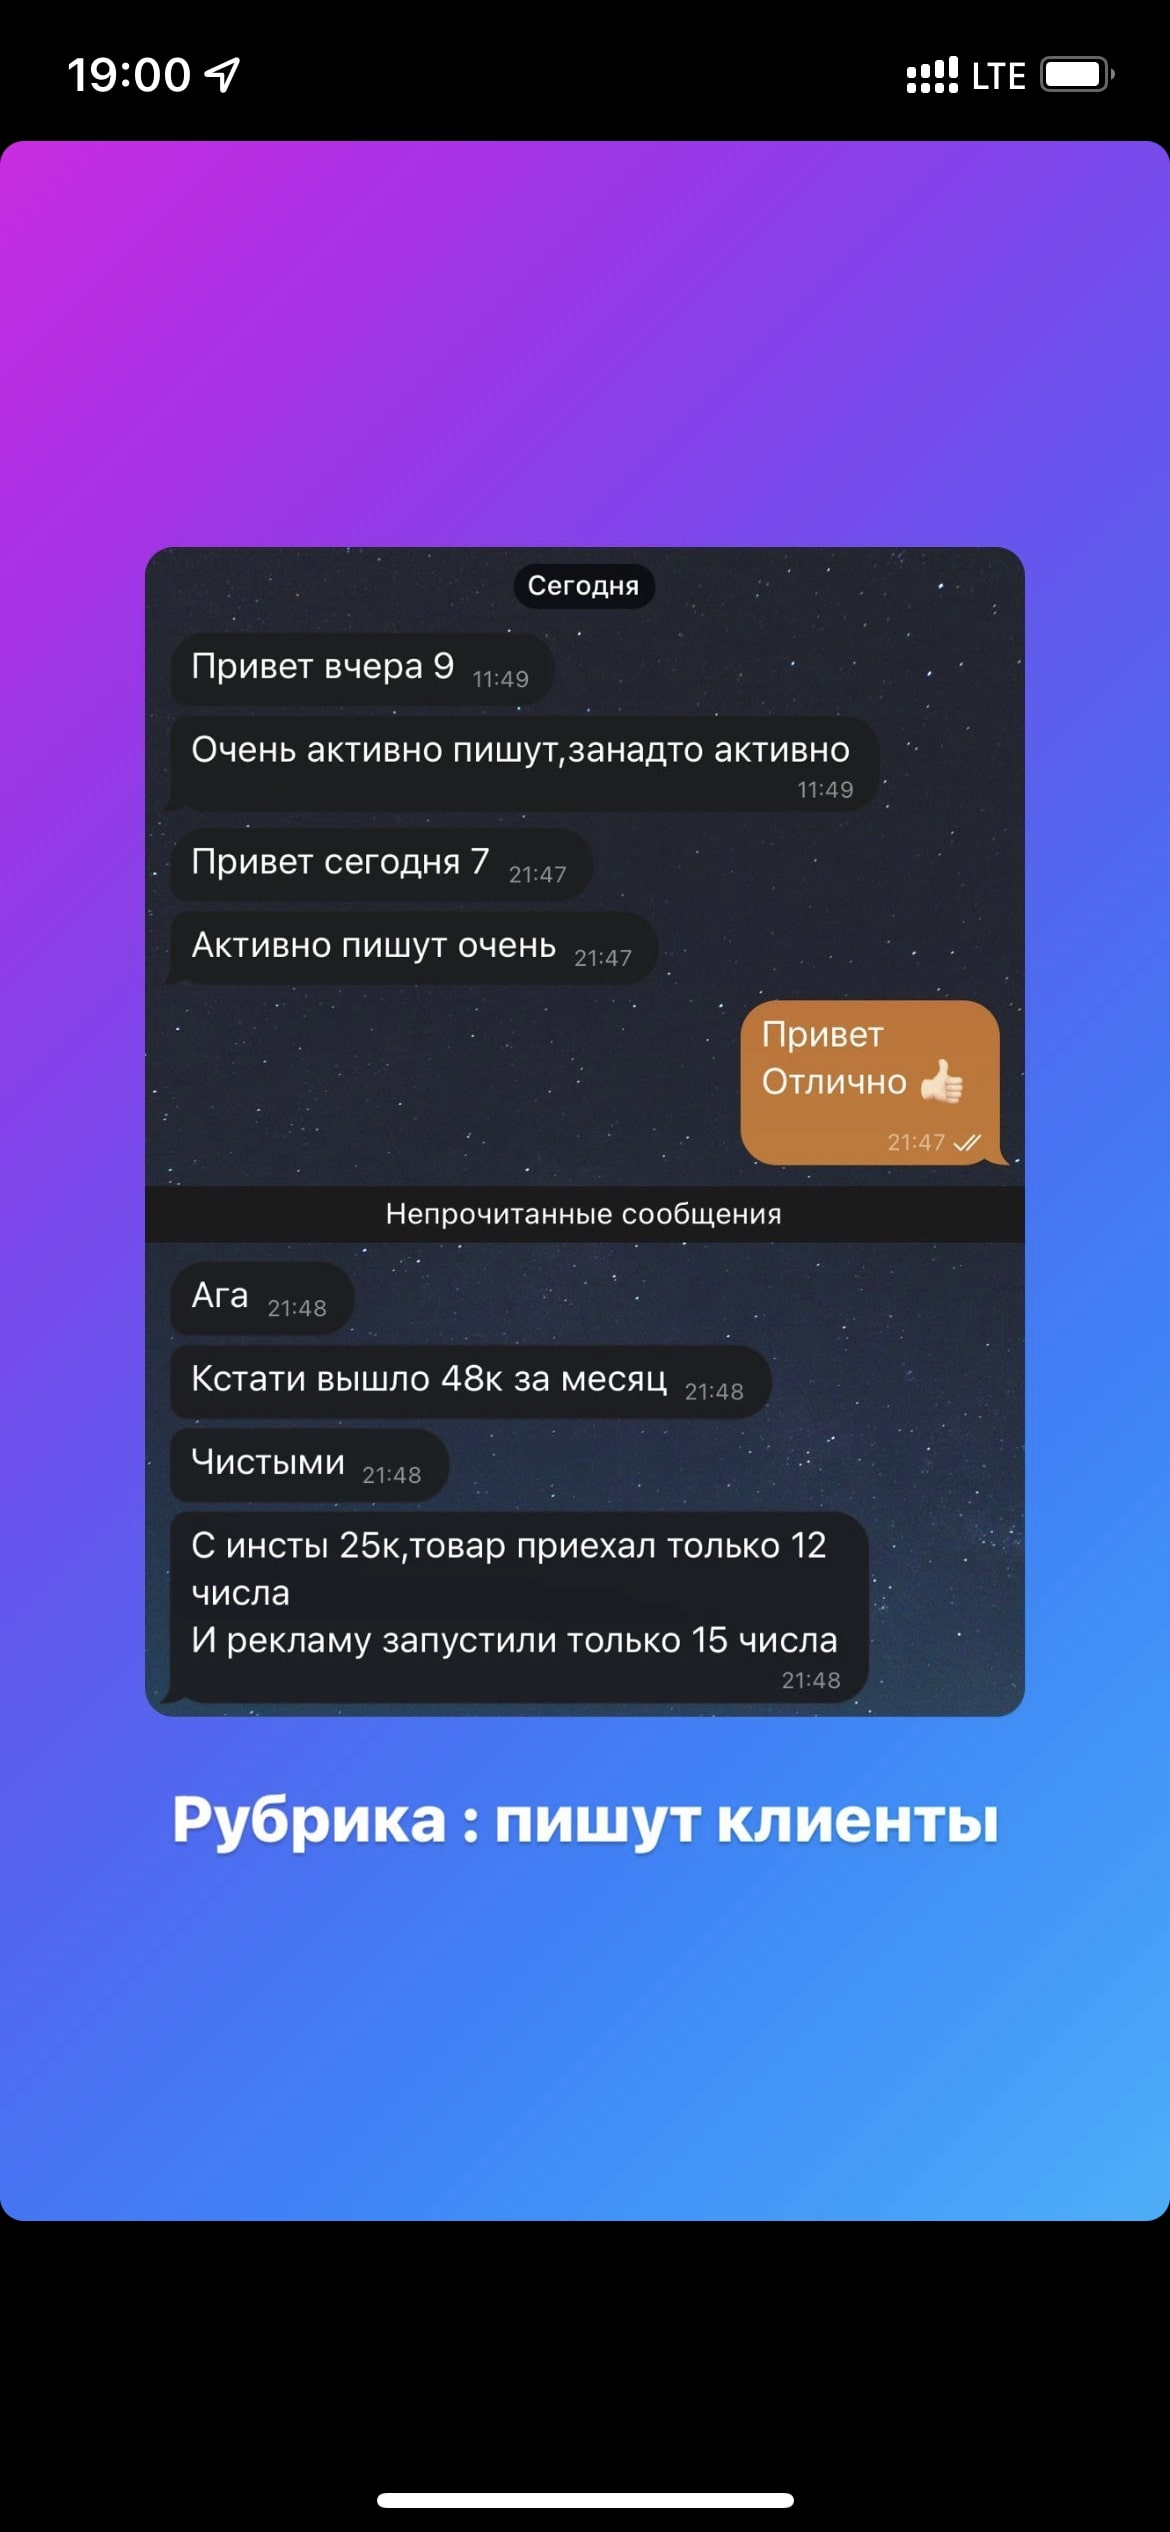 19:00
LTE
Сегодня
Привет вчера 9 11:49
Очень активно пишут,занадто активно
11:49
Привет сегодня 7 21:47
Активно пишут очень 21:47
Привет
Отлично 👍🏻
21:47
Непрочитанные сообщения
Ага 21:48
Кстати вышло 48к за месяц 21:48
Чистыми 21:48
С инсты 25к,товар приехал только 12
числа
И рекламу запустили только 15 числа
21:48
Рубрика : пишут клиенты